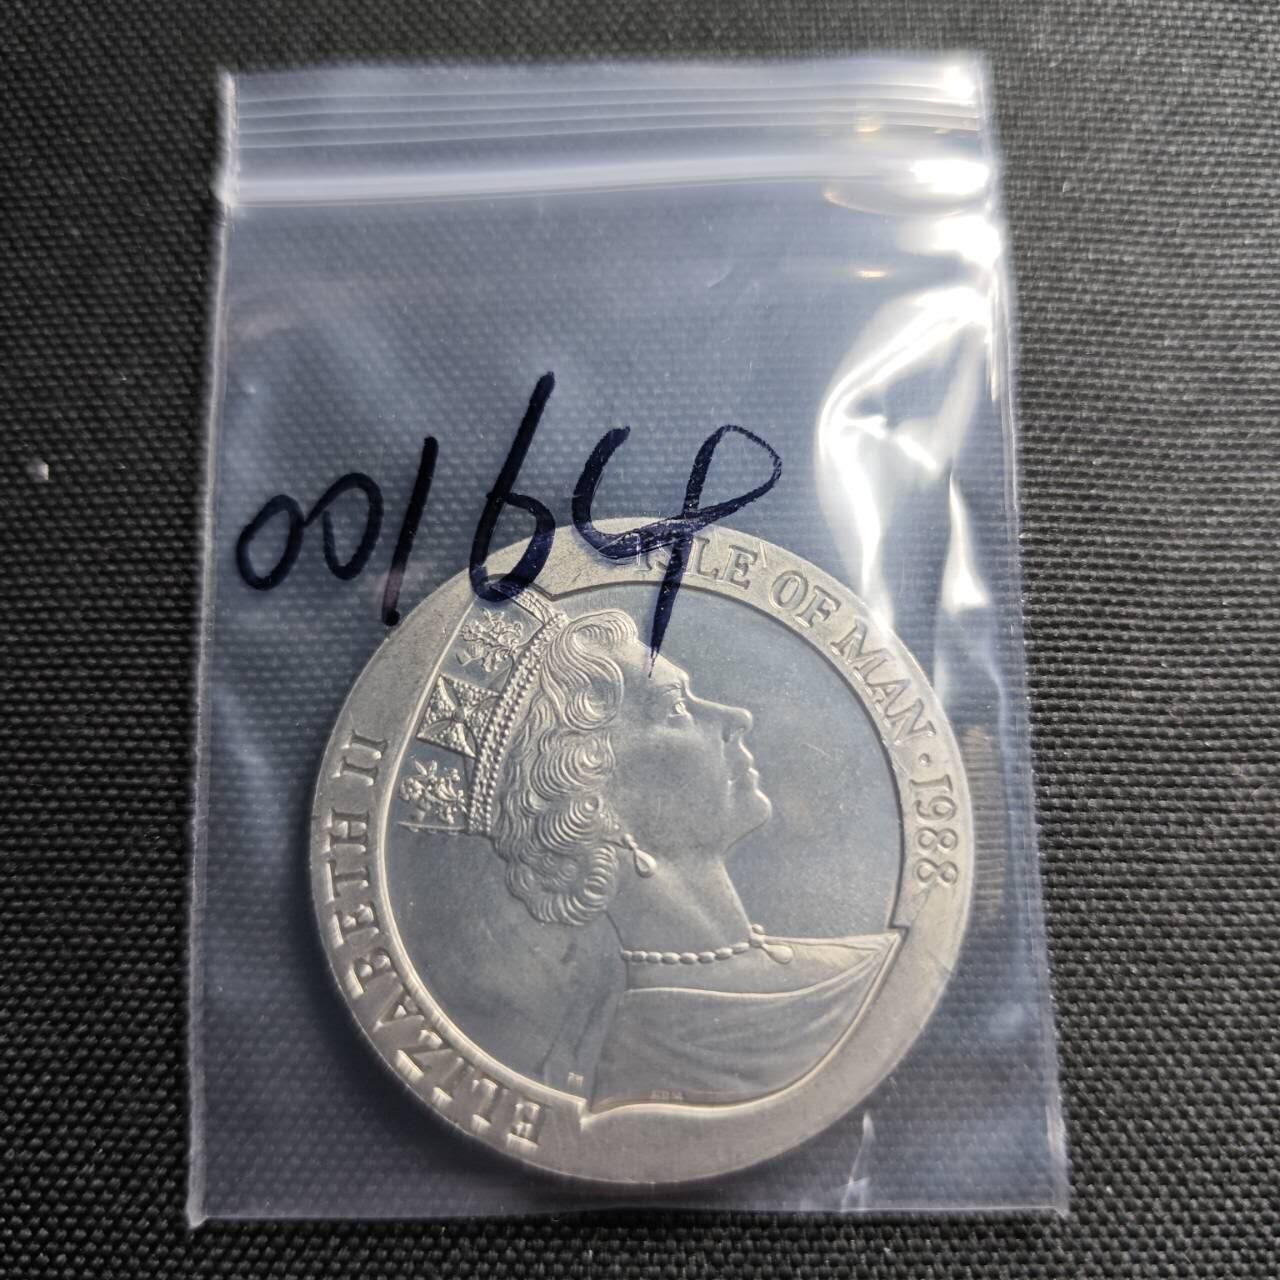 00164
ELIZABETH II
ISLE OF MAN · 1988